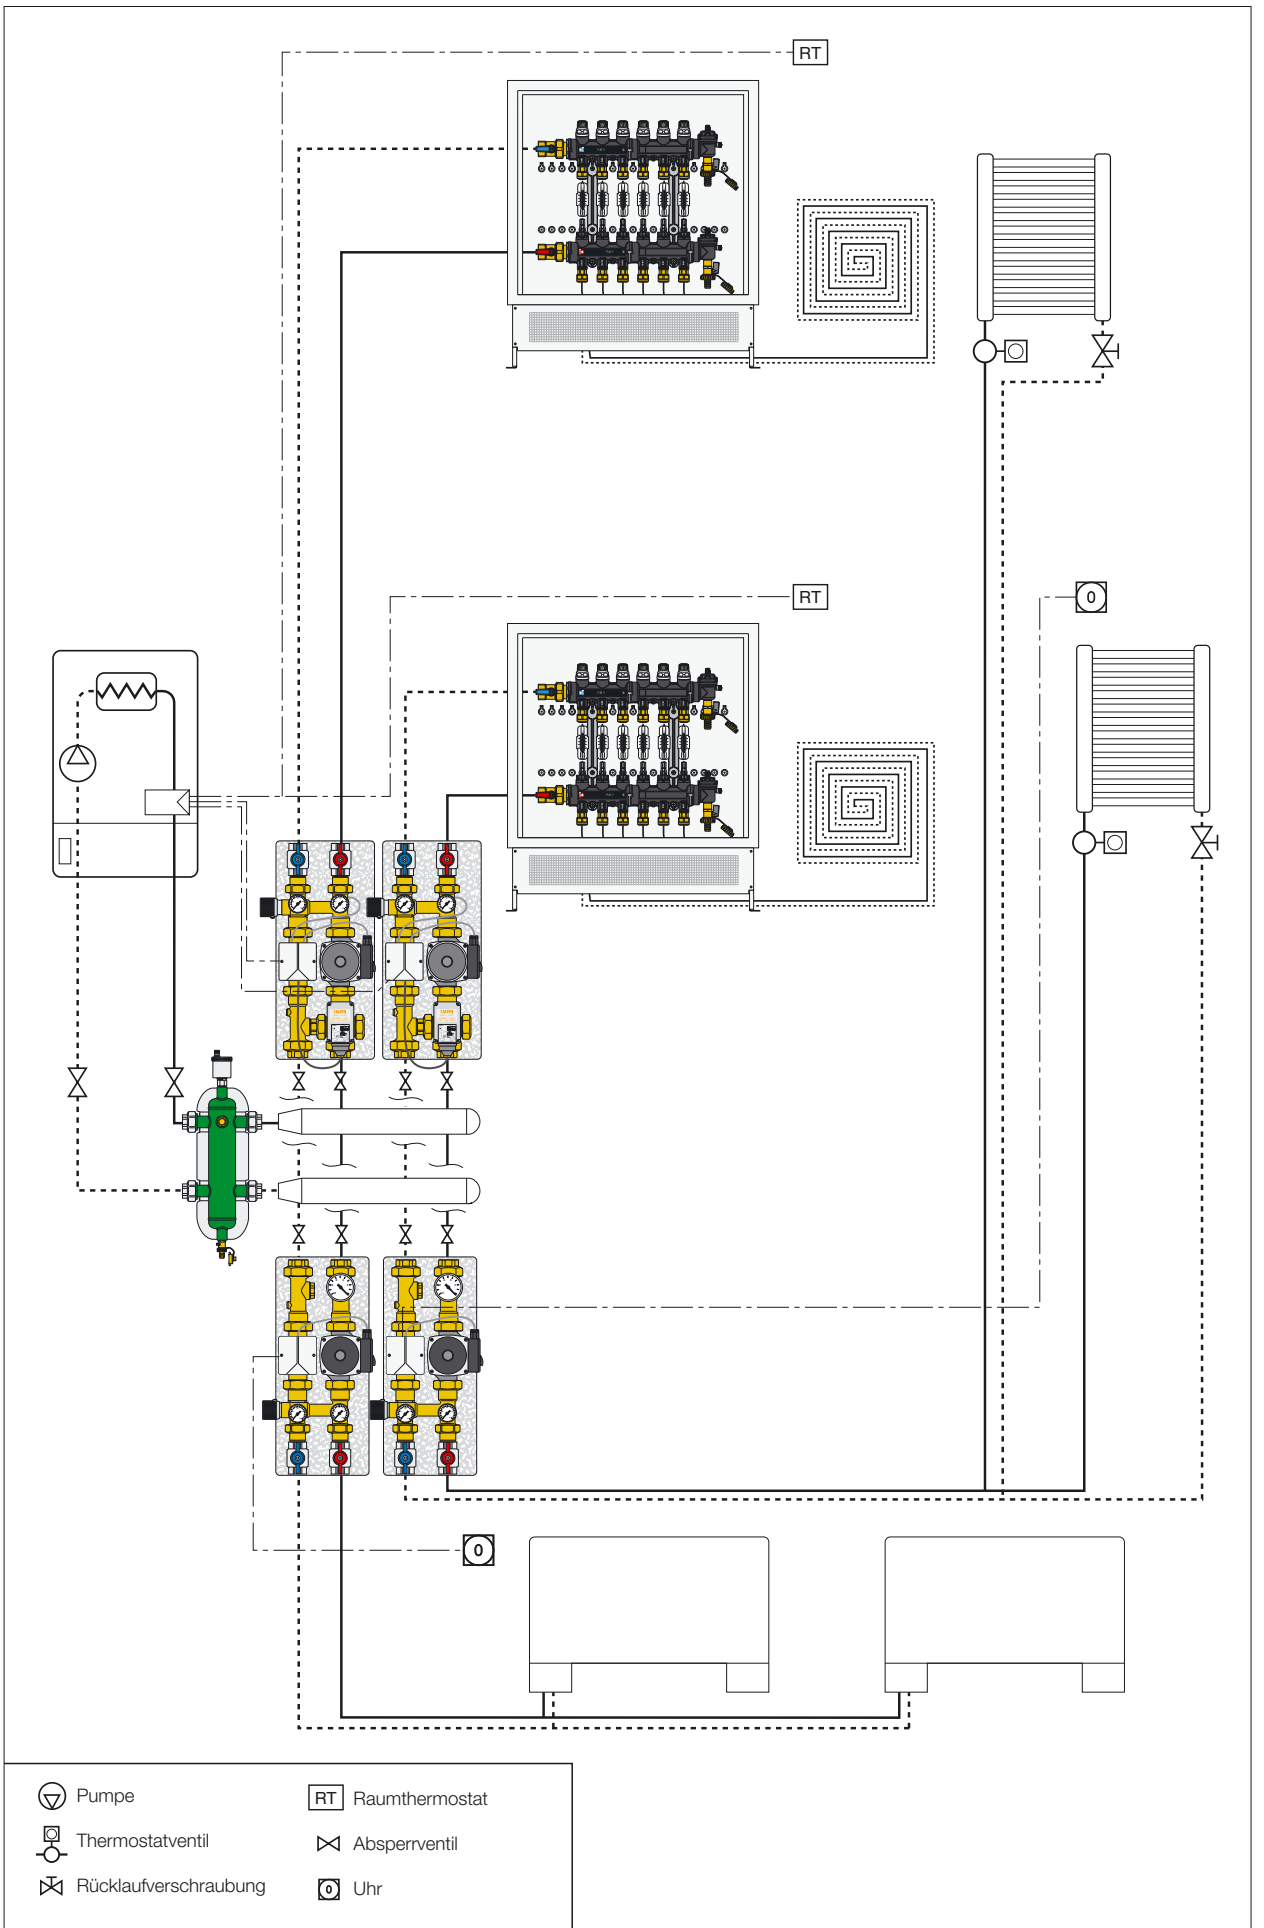 RT
RT
0
0
Pumpe
RT Raumthermostat
Thermostatventil
Absperrventil
Rücklaufverschraubung
0 Uhr